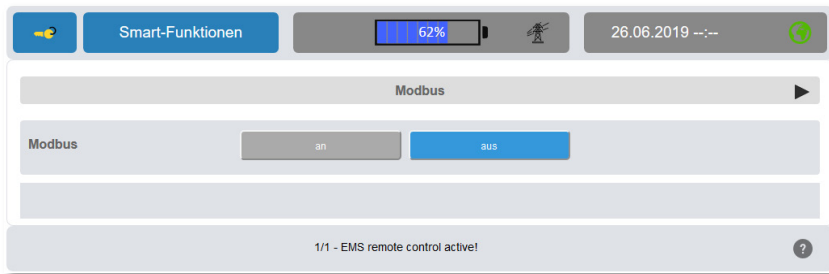 Smart-Funktionen
62%
26.06.2019 --:--
Modbus
Modbus
an
aus
1/1 - EMS remote control active!
?